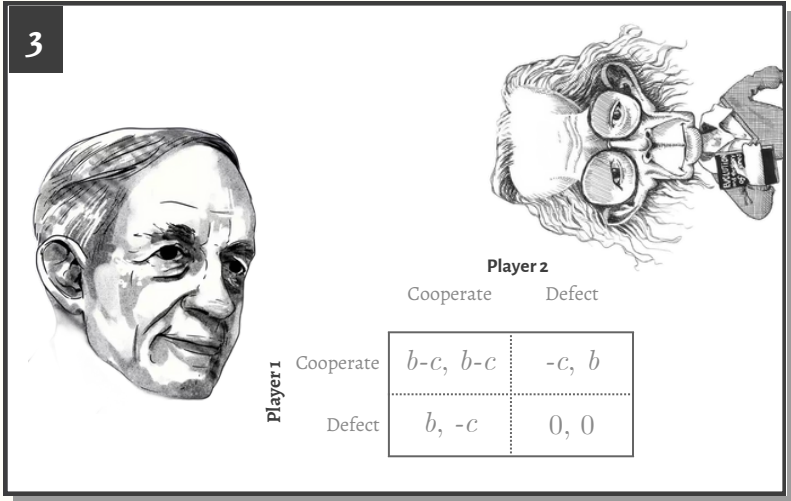 3
Player 2
Cooperate Defect
Player 1
Cooperate b-c, b-c -c, b
Defect b, -c 0, 0